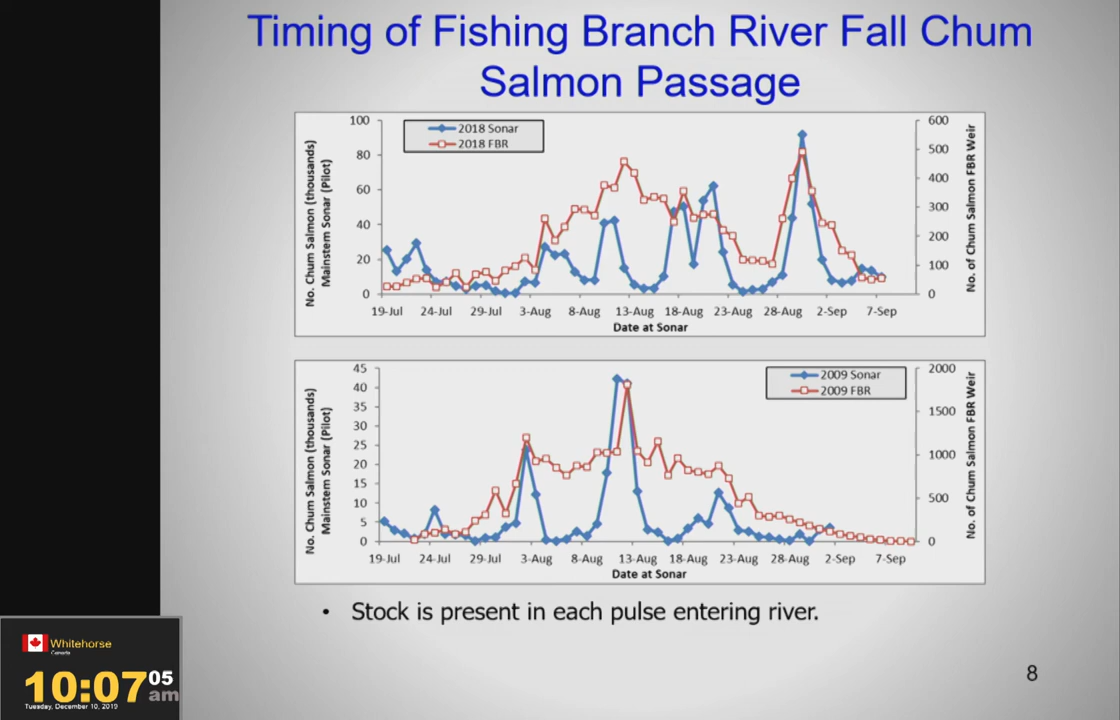 Timing of Fishing Branch River Fall Chum
Salmon Passage
No. Chum Salmon (thousands)
Mainstem Sonar (Pilot)
100
80
60
40
20
0
2018 Sonar
2018 FBR
600
500
400
300
200
100
0
No. of Chum Salmon FBR Weir
19-Jul 24-Jul 29-Jul 3-Aug 8-Aug 13-Aug 18-Aug 23-Aug 28-Aug 2-Sep 7-Sep
Date at Sonar
No. Chum Salmon (thousands)
Mainstem Sonar (Pilot)
45
40
35
30
25
20
15
10
5
0
2009 Sonar
2009 FBR
2000
1500
1000
500
0
No. of Chum Salmon FBR Weir
19-Jul 24-Jul 29-Jul 3-Aug 8-Aug 13-Aug 18-Aug 23-Aug 28-Aug 2-Sep 7-Sep
Date at Sonar
• Stock is present in each pulse entering river.
8
Whitehorse
Canada
10:07 05 am
Tuesday, December 10, 2019